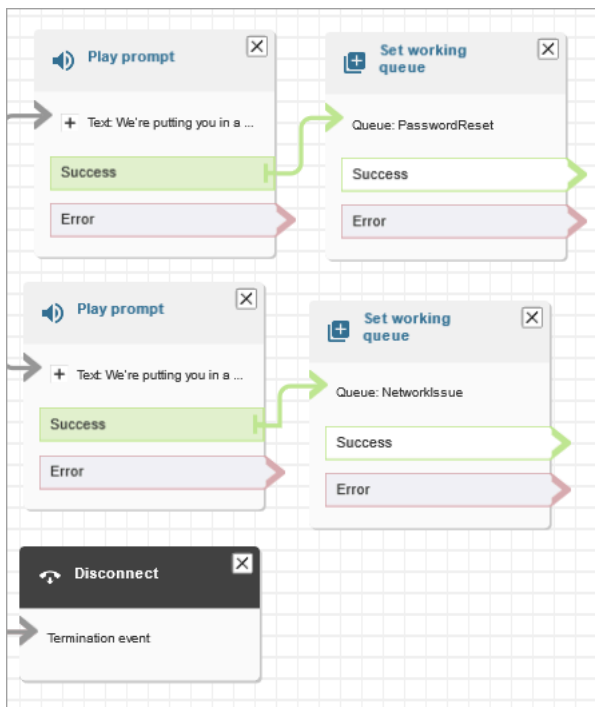 Play prompt
Text: We're putting you in a ...
Success
Error
Set working
queue
Queue: PasswordReset
Success
Error
Play prompt
Text: We're putting you in a ...
Success
Error
Set working
queue
Queue: NetworkIssue
Success
Error
Disconnect
Termination event